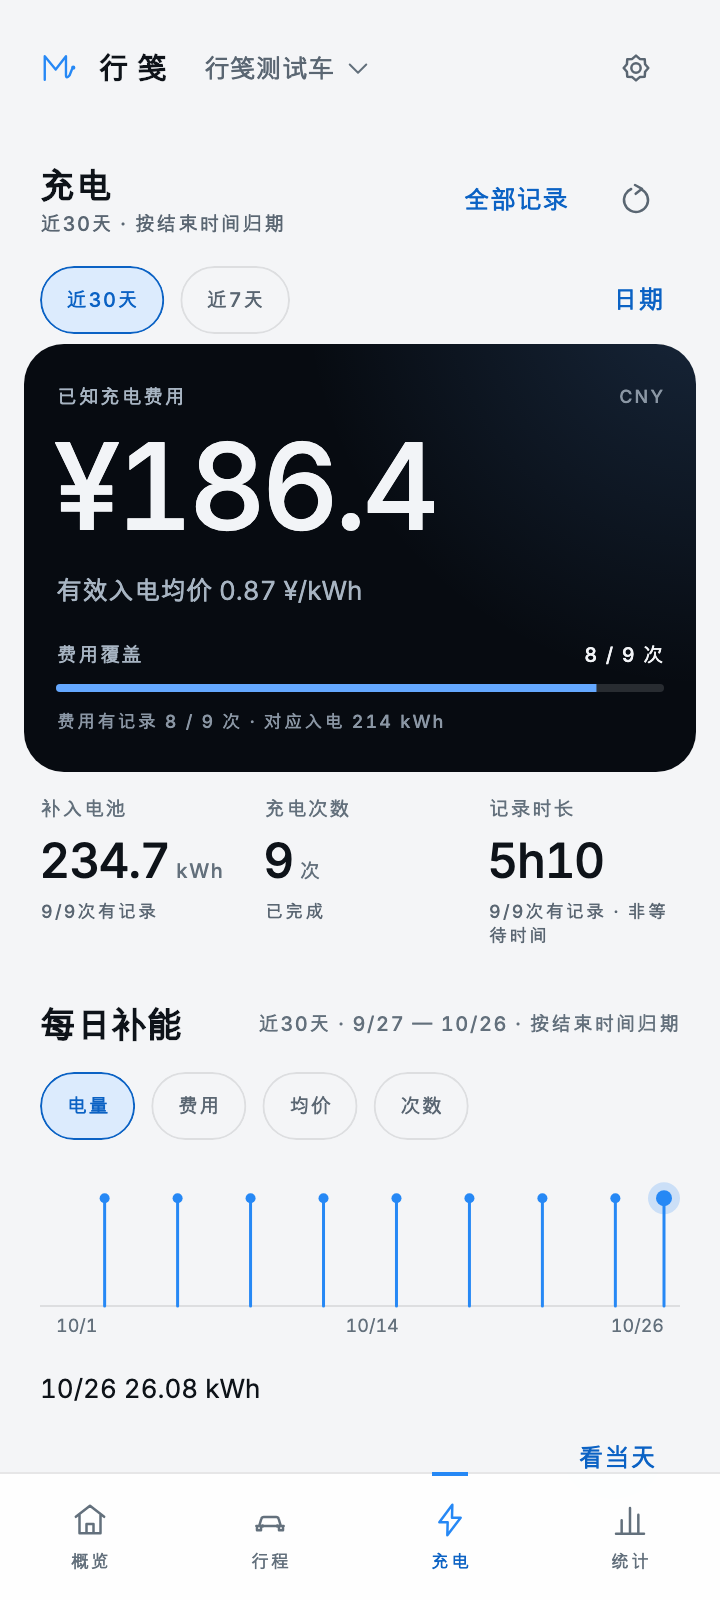 行 笺 行笺测试车
充电
近30天 · 按结束时间归期
全部记录
近30天 近7天 日期
已知充电费用 CNY
¥186.4
有效入电均价 0.87 ¥/kWh
费用覆盖 8 / 9 次
费用有记录 8 / 9 次 · 对应入电 214 kWh
补入电池 充电次数 记录时长
234.7 kWh 9 次 5h10
9/9次有记录 已完成 9/9次有记录 · 非等
待时间
每日补能 近30天 · 9/27 — 10/26 · 按结束时间归期
电量 费用 均价 次数
10/1 10/14 10/26
10/26 26.08 kWh
看当天
概览 行程 充电 统计